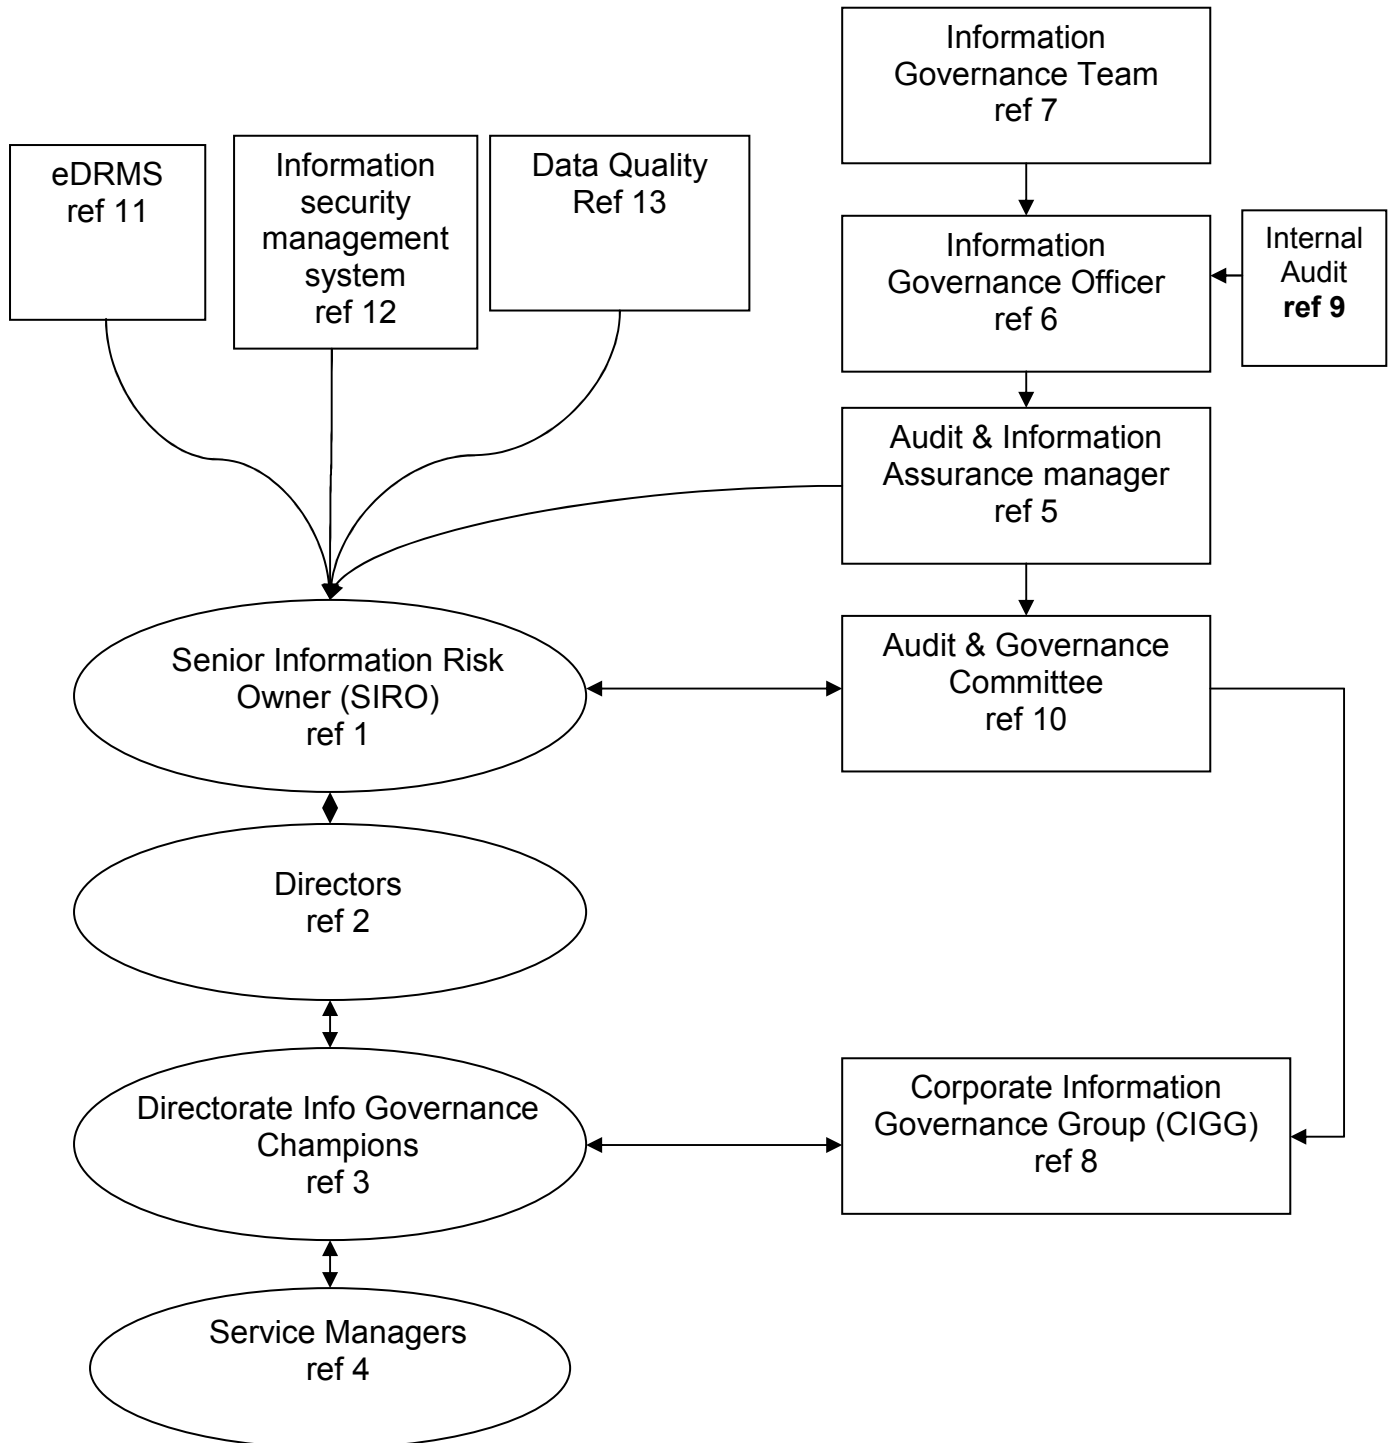 Information
Governance Team
ref 7
eDRMS
ref 11
Information
security
management
system
ref 12
Data Quality
Ref 13
Information
Governance Officer
ref 6
Internal
Audit
ref 9
Audit & Information
Assurance manager
ref 5
Senior Information Risk
Owner (SIRO)
ref 1
Audit & Governance
Committee
ref 10
Directors
ref 2
Directorate Info Governance
Champions
ref 3
Corporate Information
Governance Group (CIGG)
ref 8
Service Managers
ref 4